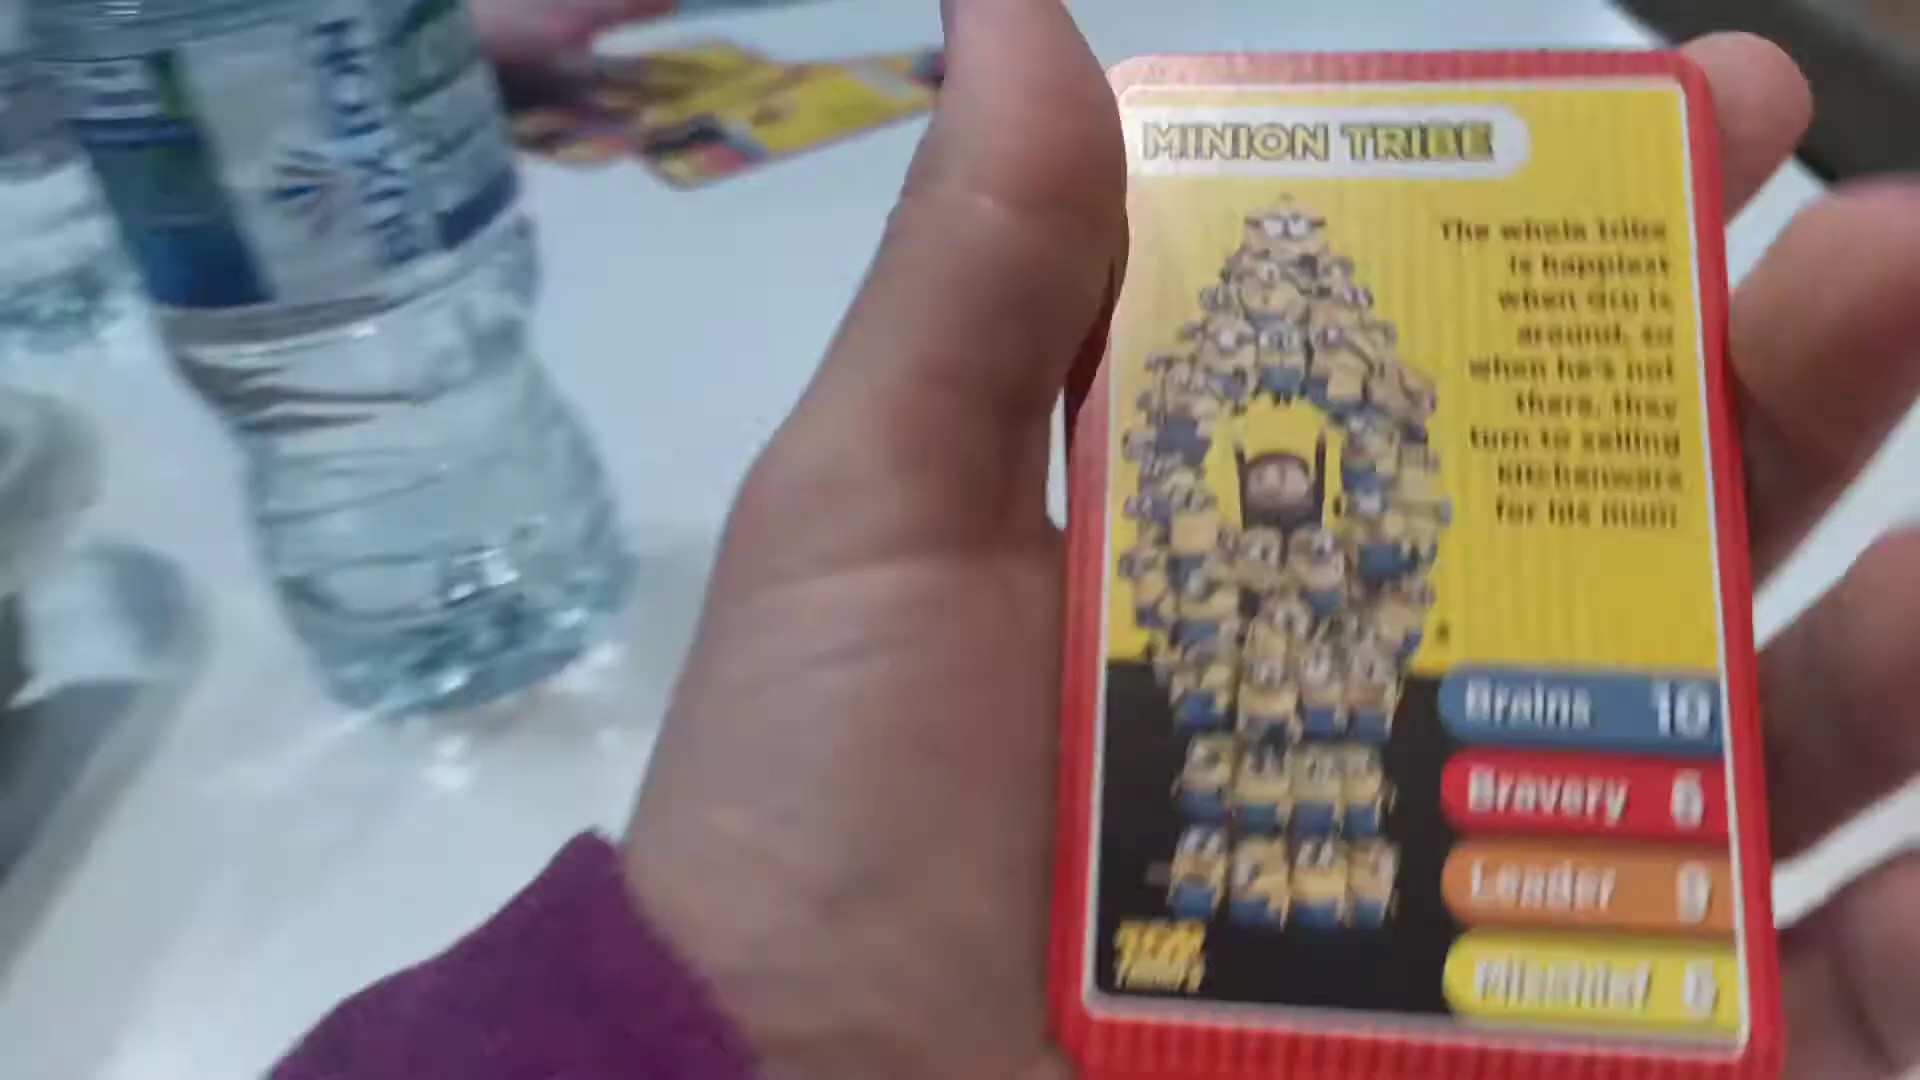 MINION TRIBE
The whole tribe
is happiest
when Gru is
around, so
when he's not
there, they
turn to selling
kitchenware
for his mum
Brains 10
Bravery 6
Leader 9
Mischief 6